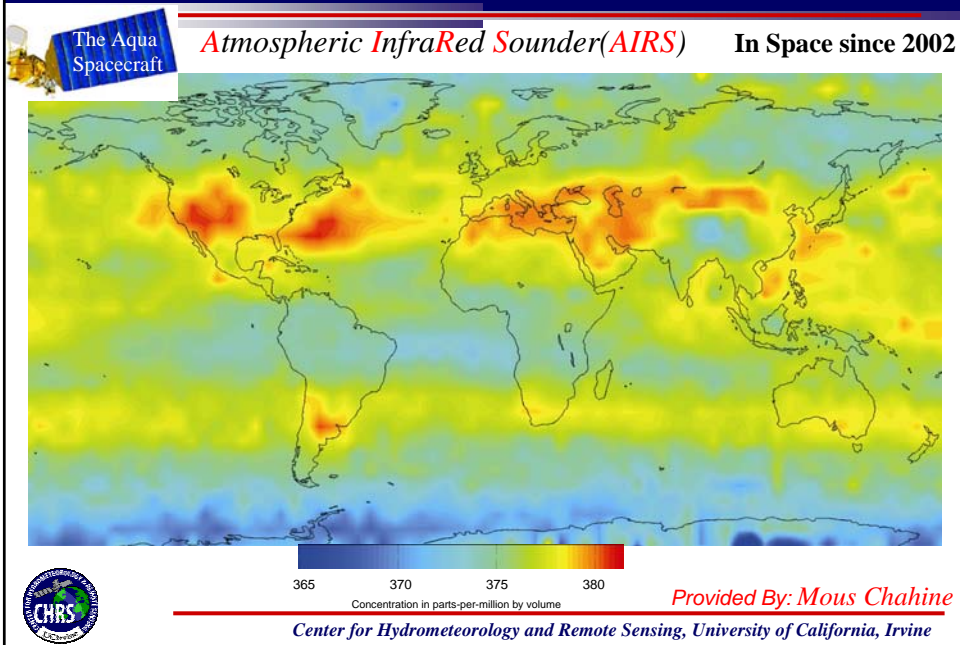 The Aqua
Spacecraft
Atmospheric InfraRed Sounder(AIRS)
In Space since 2002
365 370 375 380
Concentration in parts-per-million by volume
CHRS
Provided By: Mous Chahine
Center for Hydrometeorology and Remote Sensing, University of California, Irvine